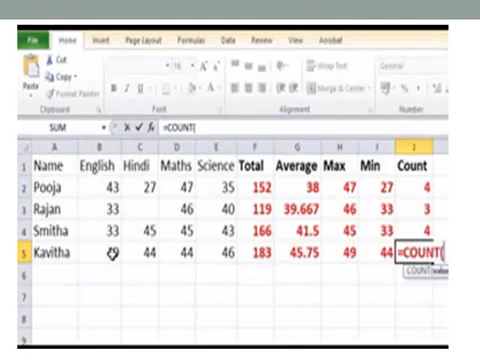 File Home Insert Page Layout Formulas Data Review View Acrobat
Cut
Copy
Format Painter
Paste
Clipboard Font Alignment Number
Wrap Text
Merge & Center
General
SUM =COUNT(
A B C D E F G H I J
1 Name English Hindi Maths Science Total Average Max Min Count
2 Pooja 43 27 47 35 152 38 47 27 4
3 Rajan 33 46 40 119 39.667 46 33 3
4 Smitha 33 45 45 43 166 41.5 45 33 4
5 Kavitha 44 44 46 183 45.75 49 44 =COUNT(
COUNT(
6
7
8
9